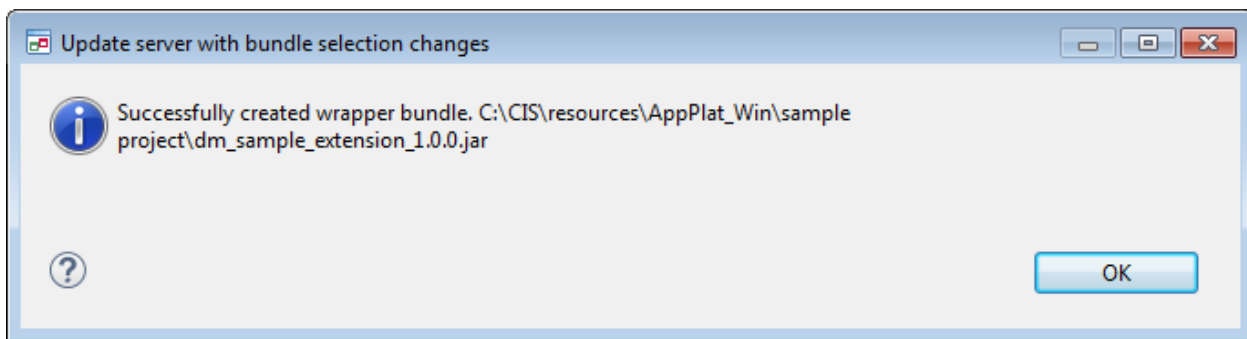 Update server with bundle selection changes
Successfully created wrapper bundle. C:\CIS\resources\AppPlat_Win\sample
project\dm_sample_extension_1.0.0.jar
?
OK